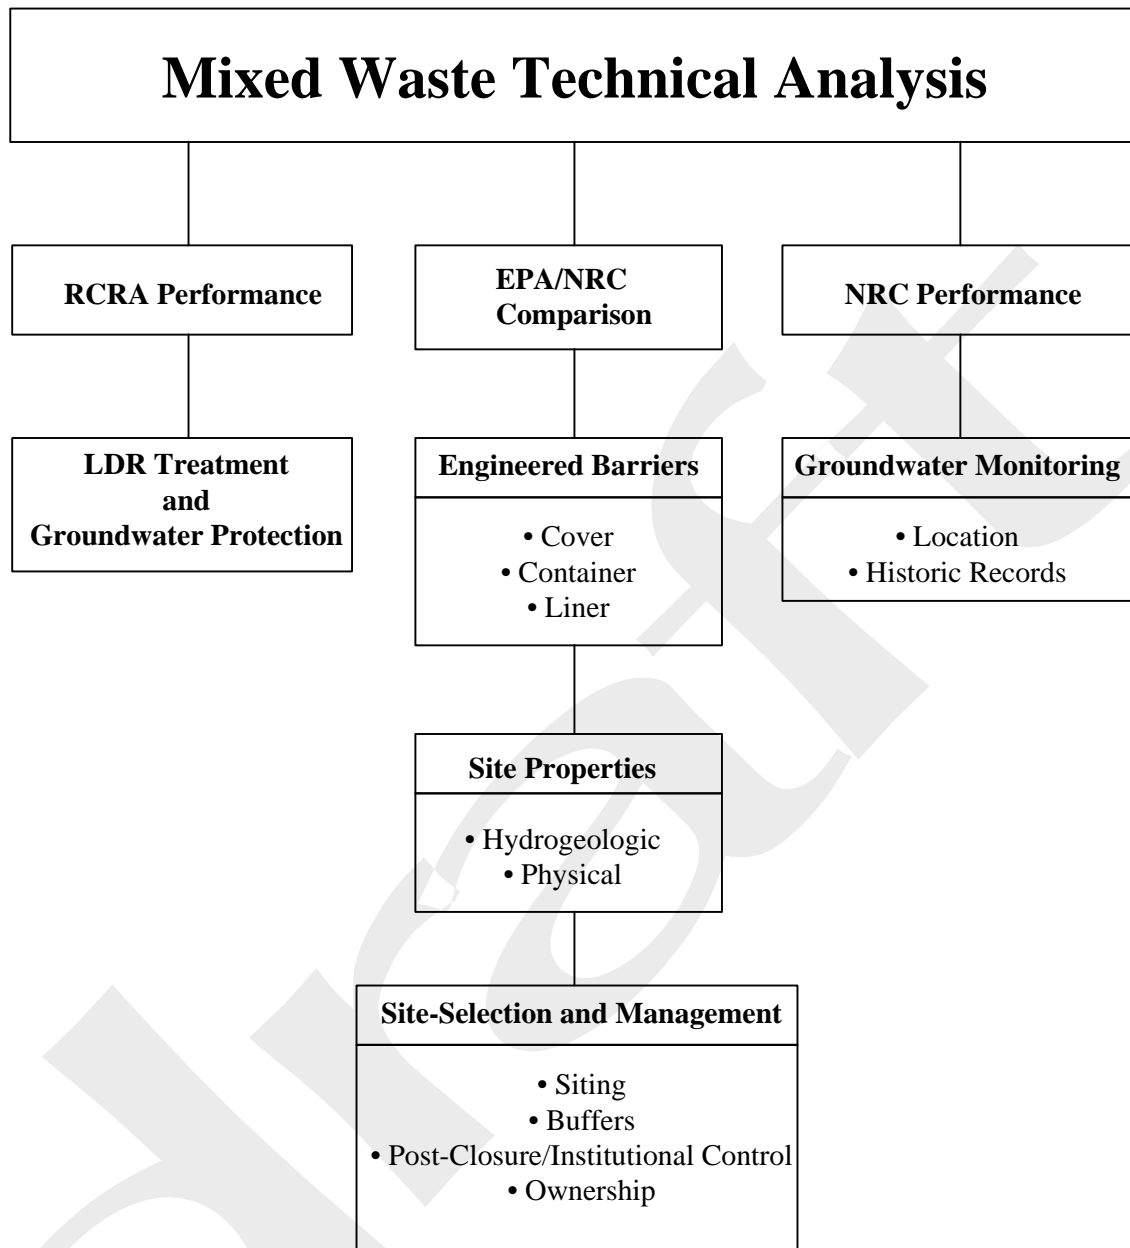 Mixed Waste Technical Analysis
RCRA Performance
EPA/NRC
Comparison
NRC Performance
LDR Treatment
and
Groundwater Protection
Engineered Barriers
• Cover
• Container
• Liner
Groundwater Monitoring
• Location
• Historic Records
Site Properties
• Hydrogeologic
• Physical
Site-Selection and Management
• Siting
• Buffers
• Post-Closure/Institutional Control
• Ownership
draft